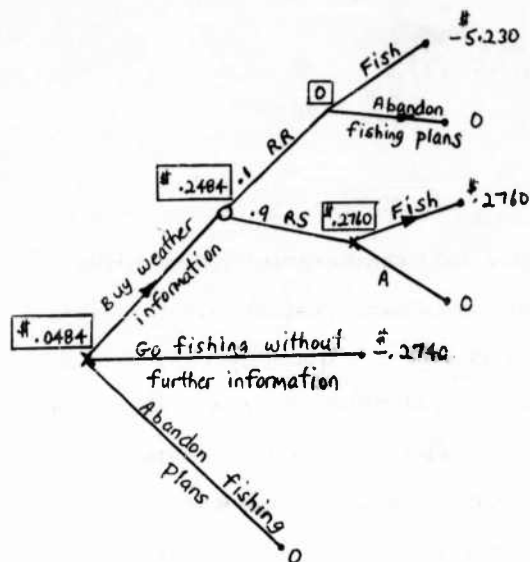 $
-5.230
Fish
0
Abandon
fishing plans
0
RR
$ .2484
.1
.9
RS
$.2760
Fish
$
.2760
A
0
Buy weather
information
$ .0484
Go fishing without
further information
$
-.2740
Abandon fishing
plans
0